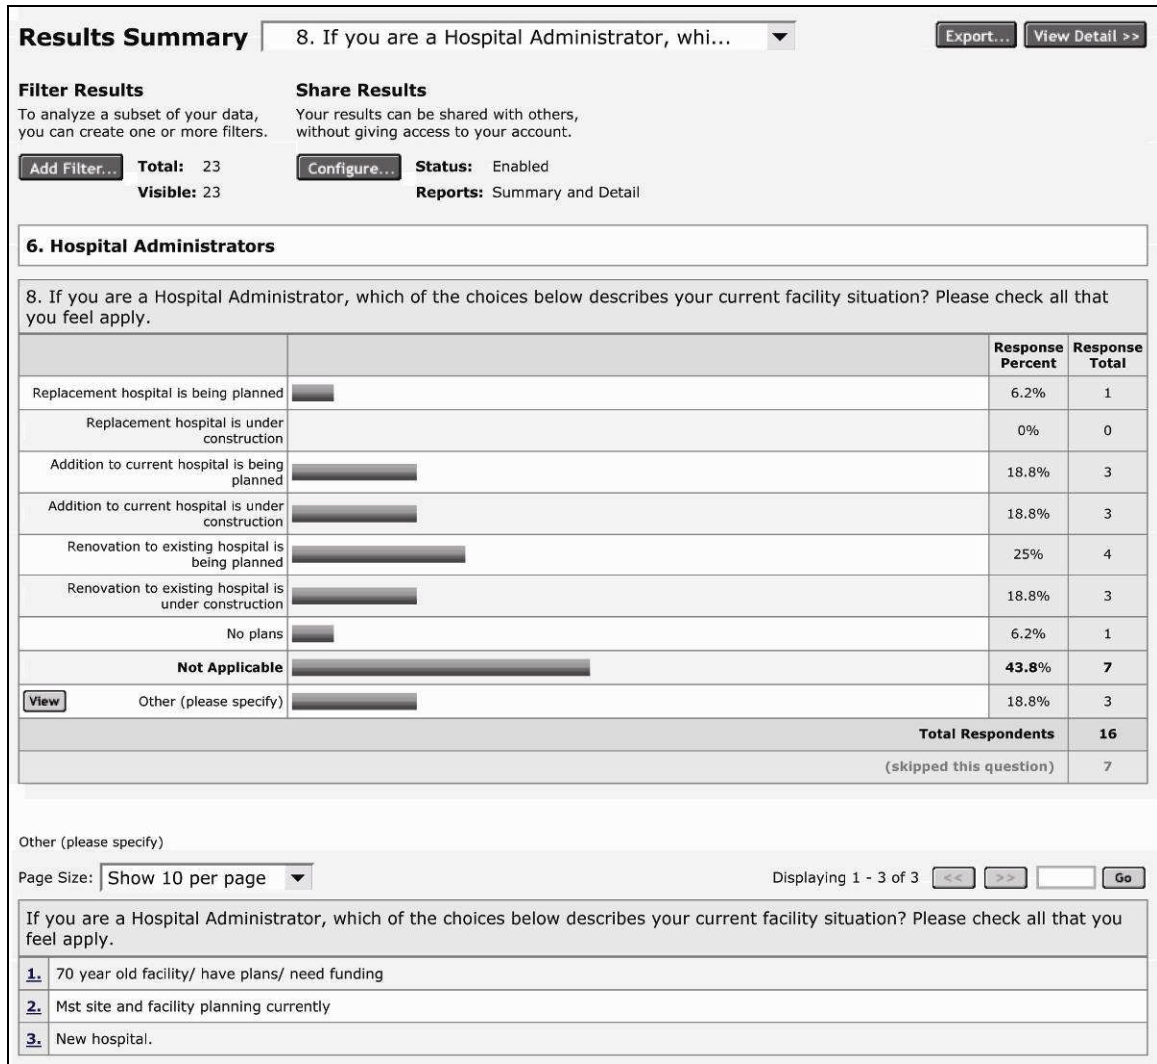 Results Summary 8. If you are a Hospital Administrator, whi... Export... View Detail >>
Filter Results Share Results
To analyze a subset of your data, Your results can be shared with others,
you can create one or more filters. without giving access to your account.
Add Filter... Total: 23 Configure... Status: Enabled
Visible: 23 Reports: Summary and Detail
6. Hospital Administrators
8. If you are a Hospital Administrator, which of the choices below describes your current facility situation? Please check all that
you feel apply.
Response Response
Percent Total
Replacement hospital is being planned 6.2% 1
Replacement hospital is under
construction 0% 0
Addition to current hospital is being
planned 18.8% 3
Addition to current hospital is under
construction 18.8% 3
Renovation to existing hospital is
being planned 25% 4
Renovation to existing hospital is
under construction 18.8% 3
No plans 6.2% 1
Not Applicable 43.8% 7
View Other (please specify) 18.8% 3
Total Respondents 16
(skipped this question) 7
Other (please specify)
Page Size: Show 10 per page Displaying 1 - 3 of 3 << >> Go
If you are a Hospital Administrator, which of the choices below describes your current facility situation? Please check all that you
feel apply.
1. 70 year old facility/ have plans/ need funding
2. Mst site and facility planning currently
3. New hospital.